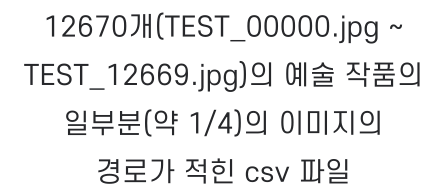 12670개(TEST_00000.jpg ~
TEST_12669.jpg)의 예술 작품의
일부분(약 1/4)의 이미지의
경로가 적힌 csv 파일